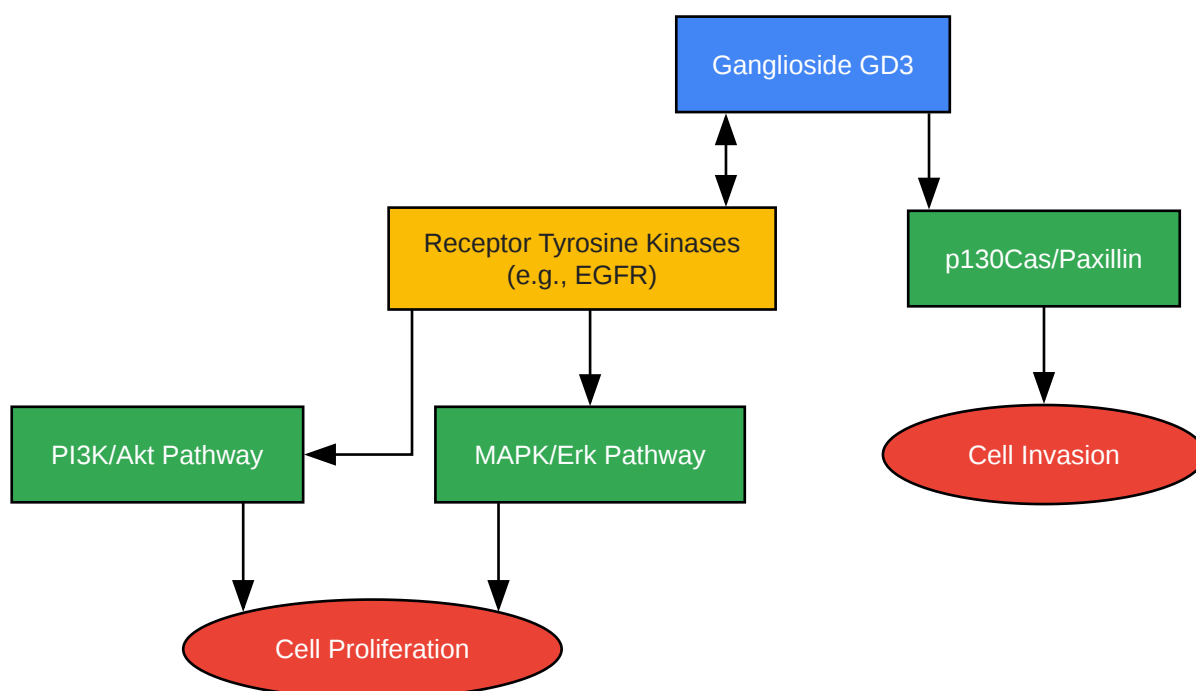 Ganglioside GD3
Receptor Tyrosine Kinases
(e.g., EGFR)
p130Cas/Paxillin
PI3K/Akt Pathway
MAPK/Erk Pathway
Cell Invasion
Cell Proliferation